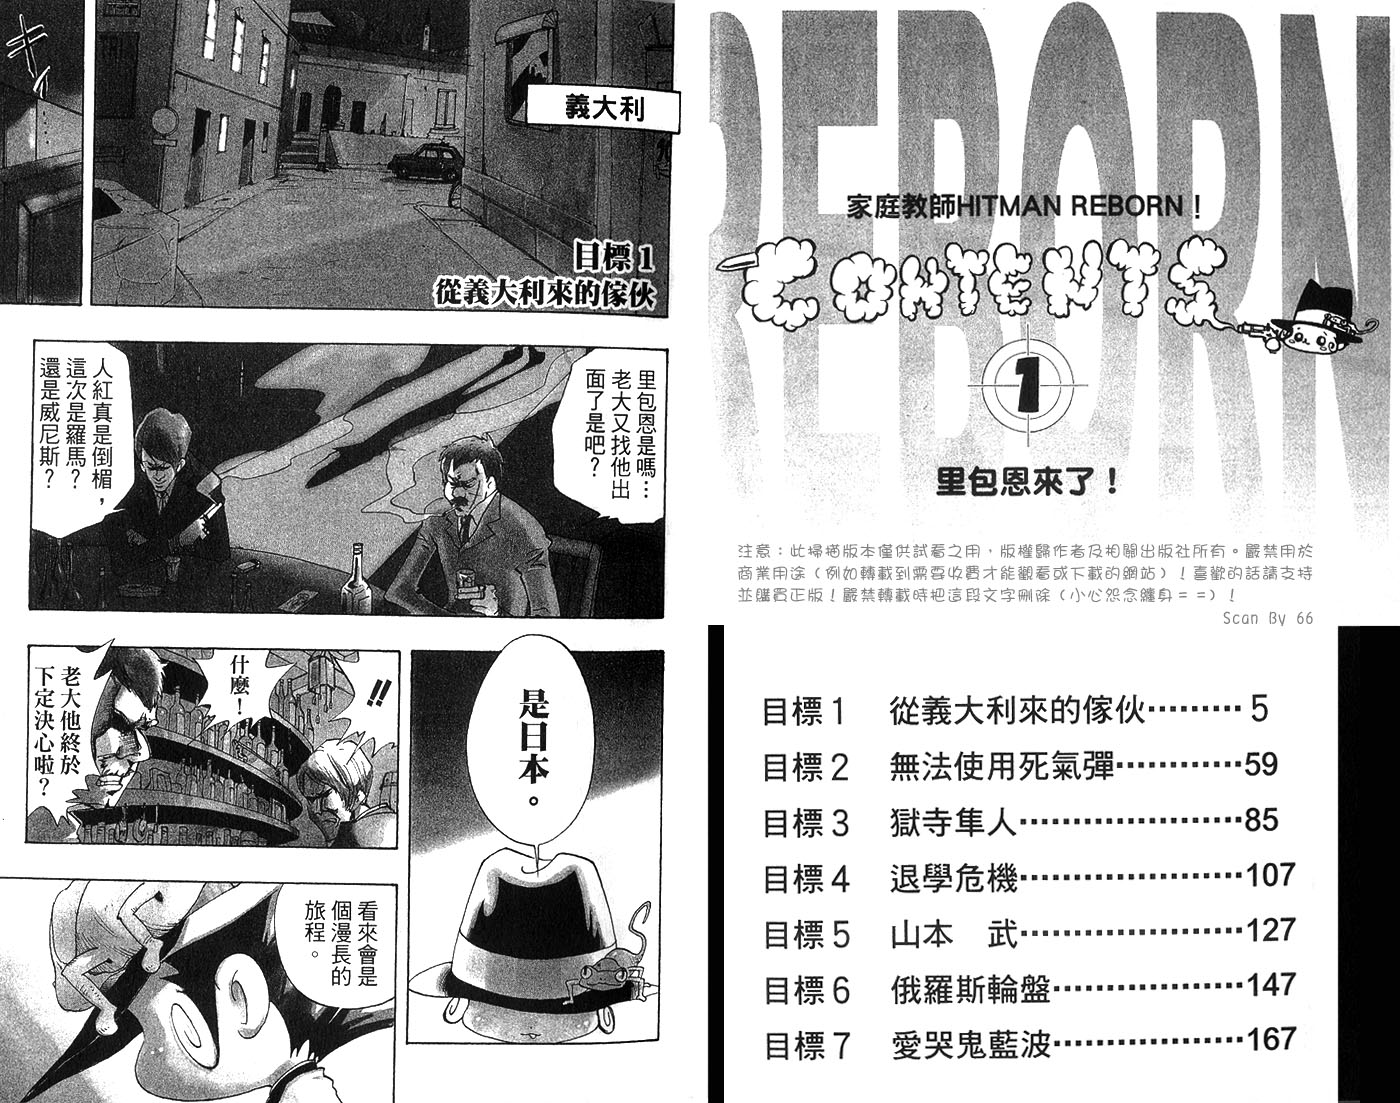 REBORN
家庭教師HITMAN REBORN！
CONTENTS
1
里包恩來了！
注意：此掃描版本僅供試看之用，版權歸作者及相關出版社所有。嚴禁用於
商業用途（例如轉載到需要收費才能觀看或下載的網站）！喜歡的話請支持
並購買正版！嚴禁轉載時把這段文字刪除（小心怨念纏身＝＝）！
Scan By 66
目標1 從義大利來的傢伙………5
目標2 無法使用死氣彈…………59
目標3 獄寺隼人…………………85
目標4 退學危機…………………107
目標5 山本　武…………………127
目標6 俄羅斯輪盤………………147
目標7 愛哭鬼藍波………………167
義大利
目標1
從義大利來的傢伙
キィ……
里包恩是嗎…
老大又找他出
面了是吧？
人紅真是倒楣，
這次是羅馬？
還是威尼斯？
是日本。
!!
什麼！
老大他終於
下定決心啦？
看來會是
個漫長的
旅程。